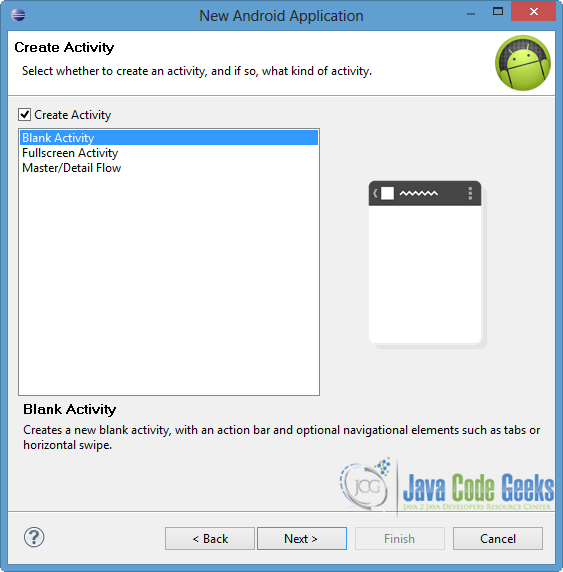 New Android Application
Create Activity
Select whether to create an activity, and if so, what kind of activity.
Create Activity
Blank Activity
Fullscreen Activity
Master/Detail Flow
Blank Activity
Creates a new blank activity, with an action bar and optional navigational elements such as tabs or
horizontal swipe.
JCG
Java Code Geeks
JAVA 2 JAVA DEVELOPERS RESOURCE CENTER
?
< Back
Next >
Finish
Cancel